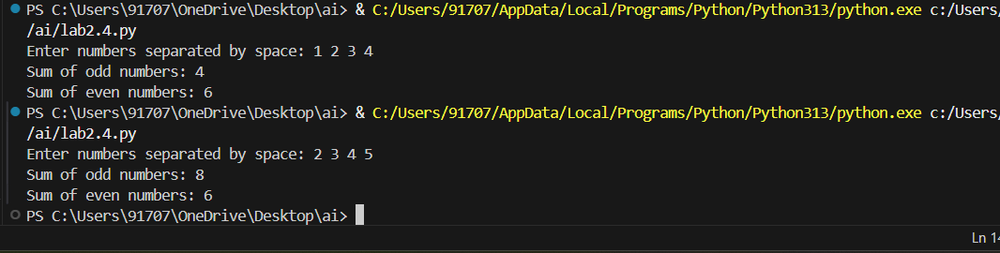 PS C:\Users\91707\OneDrive\Desktop\ai> & C:/Users/91707/AppData/Local/Programs/Python/Python313/python.exe c:/Users/
/ai/lab2.4.py
Enter numbers separated by space: 1 2 3 4
Sum of odd numbers: 4
Sum of even numbers: 6
PS C:\Users\91707\OneDrive\Desktop\ai> & C:/Users/91707/AppData/Local/Programs/Python/Python313/python.exe c:/Users/
/ai/lab2.4.py
Enter numbers separated by space: 2 3 4 5
Sum of odd numbers: 8
Sum of even numbers: 6
PS C:\Users\91707\OneDrive\Desktop\ai>
Ln 14